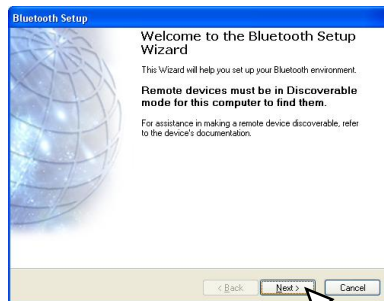 Bluetooth Setup
Welcome to the Bluetooth Setup
Wizard
This Wizard will help you set up your Bluetooth environment.
Remote devices must be in Discoverable
mode for this computer to find them.
For assistance in making a remote device discoverable, refer
to the device's documentation.
< Back
Next >
Cancel